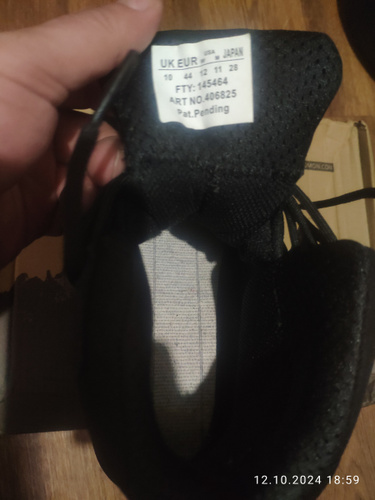 USA
UK EUR W M JAPAN
10 44 12 11 28
FTY: 145464
ART NO.406825
Pat.Pending
12.10.2024 18:59